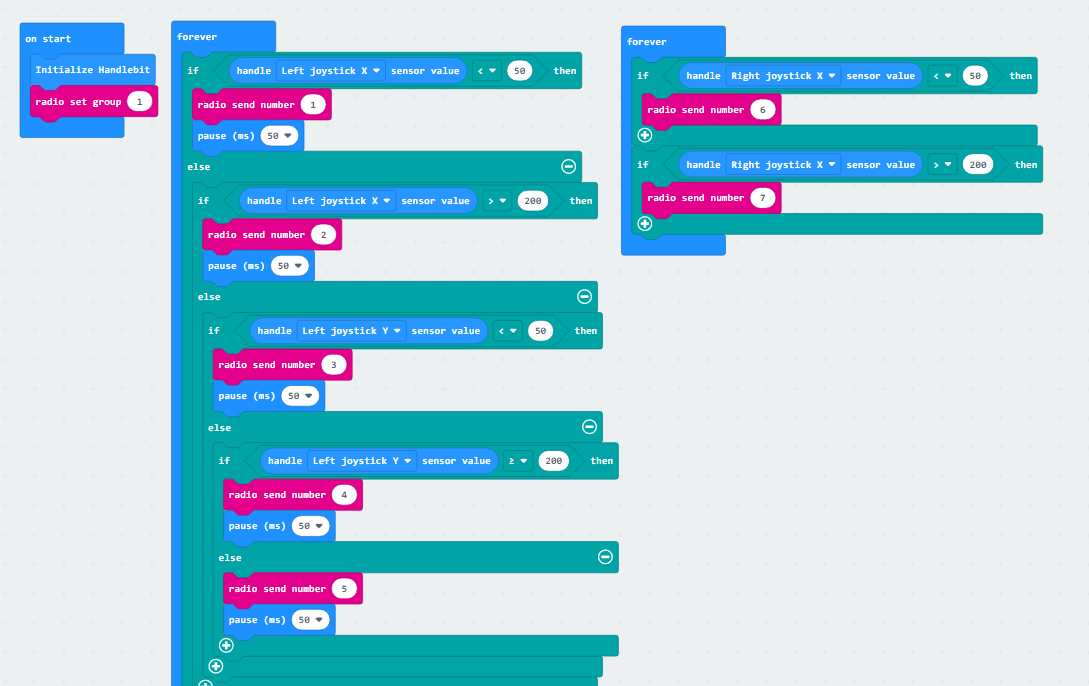 on start
Initialize Handlebit
radio set group 1
forever
if handle Left joystick X sensor value < 50 then
radio send number 1
pause (ms) 50
else
if handle Left joystick X sensor value > 200 then
radio send number 2
pause (ms) 50
else
if handle Left joystick Y sensor value < 50 then
radio send number 3
pause (ms) 50
else
if handle Left joystick Y sensor value ≥ 200 then
radio send number 4
pause (ms) 50
else
radio send number 5
pause (ms) 50
forever
if handle Right joystick X sensor value < 50 then
radio send number 6
if handle Right joystick X sensor value > 200 then
radio send number 7